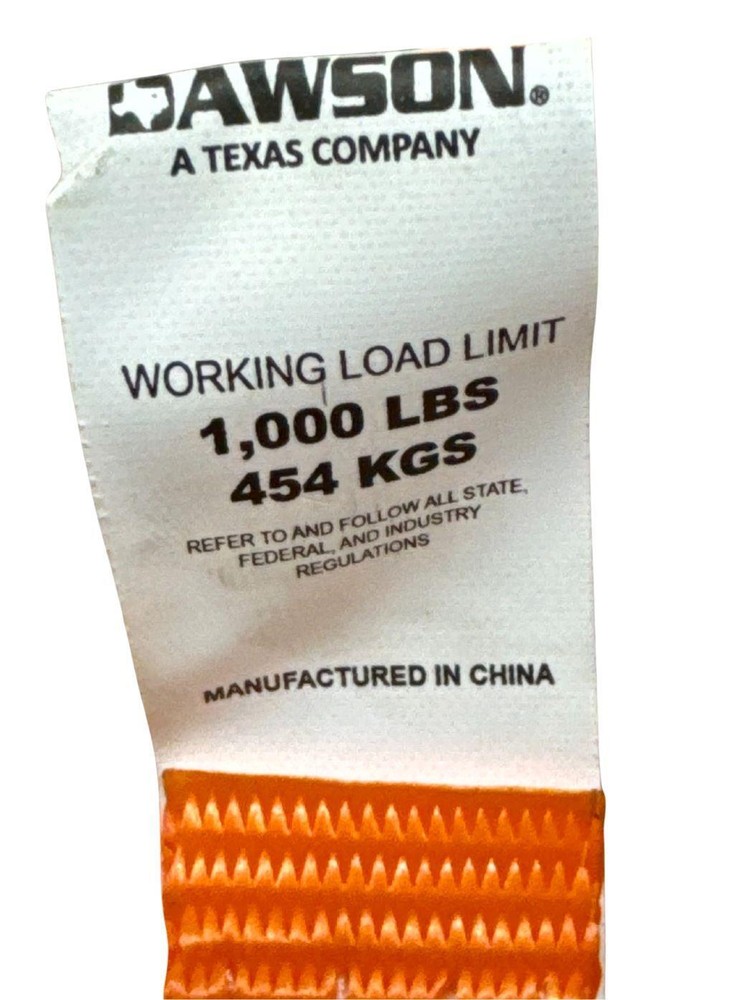 DAWSON®
A TEXAS COMPANY
WORKING LOAD LIMIT
1,000 LBS
454 KGS
REFER TO AND FOLLOW ALL STATE,
FEDERAL, AND INDUSTRY
REGULATIONS
MANUFACTURED IN CHINA